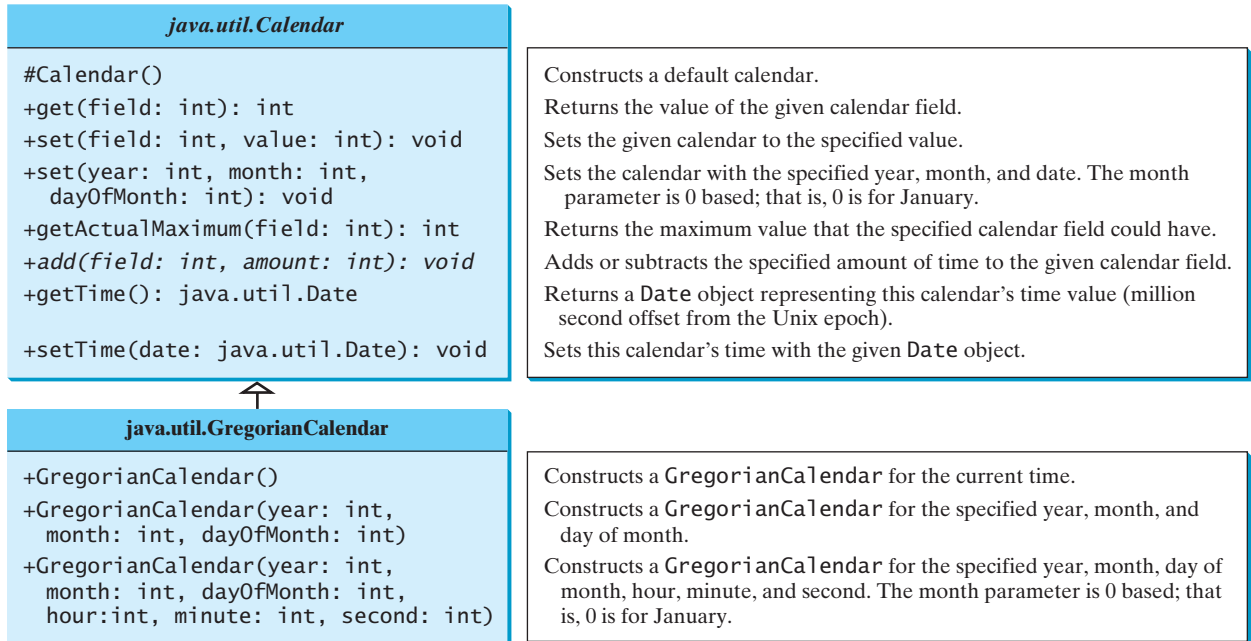 java.util.Calendar
#Calendar()
Constructs a default calendar.
+get(field: int): int
Returns the value of the given calendar field.
+set(field: int, value: int): void
Sets the given calendar to the specified value.
+set(year: int, month: int,
dayOfMonth: int): void
Sets the calendar with the specified year, month, and date. The month
parameter is 0 based; that is, 0 is for January.
+getActualMaximum(field: int): int
Returns the maximum value that the specified calendar field could have.
+add(field: int, amount: int): void
Adds or subtracts the specified amount of time to the given calendar field.
+getTime(): java.util.Date
Returns a Date object representing this calendar's time value (million
second offset from the Unix epoch).
+setTime(date: java.util.Date): void
Sets this calendar's time with the given Date object.
java.util.GregorianCalendar
+GregorianCalendar()
Constructs a GregorianCalendar for the current time.
+GregorianCalendar(year: int,
month: int, dayOfMonth: int)
Constructs a GregorianCalendar for the specified year, month, and
day of month.
+GregorianCalendar(year: int,
month: int, dayOfMonth: int,
hour:int, minute: int, second: int)
Constructs a GregorianCalendar for the specified year, month, day of
month, hour, minute, and second. The month parameter is 0 based; that
is, 0 is for January.